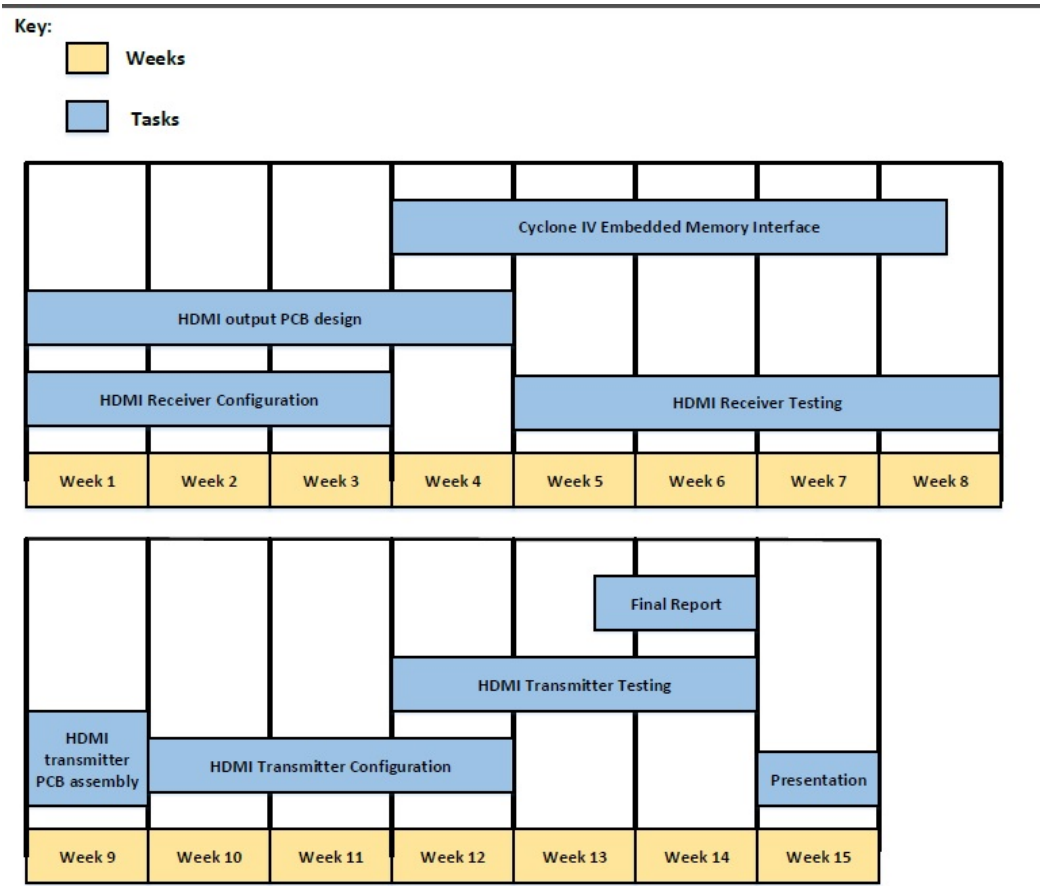 Key:
Weeks
Tasks
Cyclone IV Embedded Memory Interface
HDMI output PCB design
HDMI Receiver Configuration
HDMI Receiver Testing
Week 1
Week 2
Week 3
Week 4
Week 5
Week 6
Week 7
Week 8
Final Report
HDMI Transmitter Testing
HDMI
transmitter
PCB assembly
HDMI Transmitter Configuration
Presentation
Week 9
Week 10
Week 11
Week 12
Week 13
Week 14
Week 15